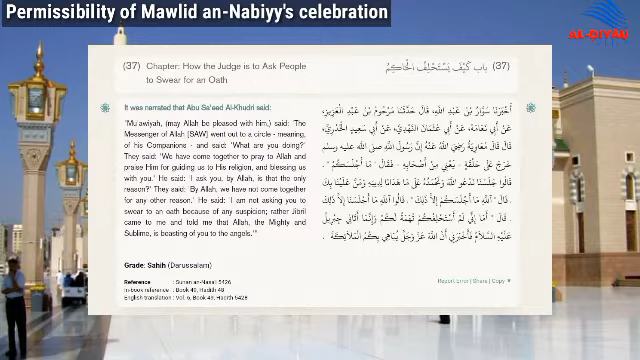 Permissibility of Mawlid an-Nabiyy's celebration
AL-DIYAU
(37) Chapter: How the Judge is to Ask People
to Swear for an Oath
(37) باب كَيْفَ يَسْتَحْلِفُ الْحَاكِمُ
It was narrated that Abu Sa'eed Al-Khudri said:
"Mu'awiyah, (may Allah be pleased with him,) said: 'The
Messenger of Allah [SAW] went out to a circle - meaning,
of his Companions - and said: "What are you doing?"
They said: "We have come together to pray to Allah and
praise Him for guiding us to His religion, and blessing us
with you." He said: "I ask you, by Allah, is that the only
reason?" They said: "By Allah, we have not come together
for any other reason." He said: "I am not asking you to
swear to an oath because of any suspicion; rather Jibril
came to me and told me that Allah, the Mighty and
Sublime, is boasting of you to the angels."'"
أَخْبَرَنَا سَوَّارُ بْنُ عَبْدِ اللَّهِ، قَالَ حَدَّثَنَا مَرْحُومُ بْنُ عَبْدِ الْعَزِيزِ،
عَنْ أَبِي نَعَامَةَ، عَنْ أَبِي عُثْمَانَ النَّهْدِيِّ، عَنْ أَبِي سَعِيدٍ الْخُدْرِيِّ،
قَالَ قَالَ مُعَاوِيَةُ رَضِيَ اللَّهُ عَنْهُ إِنَّ رَسُولَ اللَّهِ صلى الله عليه وسلم
خَرَجَ عَلَى حَلْقَةٍ - يَعْنِي مِنْ أَصْحَابِهِ - فَقَالَ " مَا أَجْلَسَكُمْ " .
قَالُوا جَلَسْنَا نَدْعُو اللَّهَ وَنَحْمَدُهُ عَلَى مَا هَدَانَا لِدِينِهِ وَمَنَّ عَلَيْنَا بِكَ
. قَالَ " آللَّهِ مَا أَجْلَسَكُمْ إِلاَّ ذَلِكَ " . قَالُوا آللَّهِ مَا أَجْلَسَنَا إِلاَّ ذَلِكَ
. قَالَ " أَمَا إِنِّي لَمْ أَسْتَحْلِفْكُمْ تُهْمَةً لَكُمْ وَإِنَّمَا أَتَانِي جِبْرِيلُ
عَلَيْهِ السَّلاَمُ فَأَخْبَرَنِي أَنَّ اللَّهَ عَزَّ وَجَلَّ يُبَاهِي بِكُمُ الْمَلاَئِكَةَ " .
Grade: Sahih (Darussalam)
Reference : Sunan an-Nasa'i 5426
In-book reference : Book 49, Hadith 48
English translation : Vol. 6, Book 49, Hadith 5428
Report Error | Share | Copy ▼